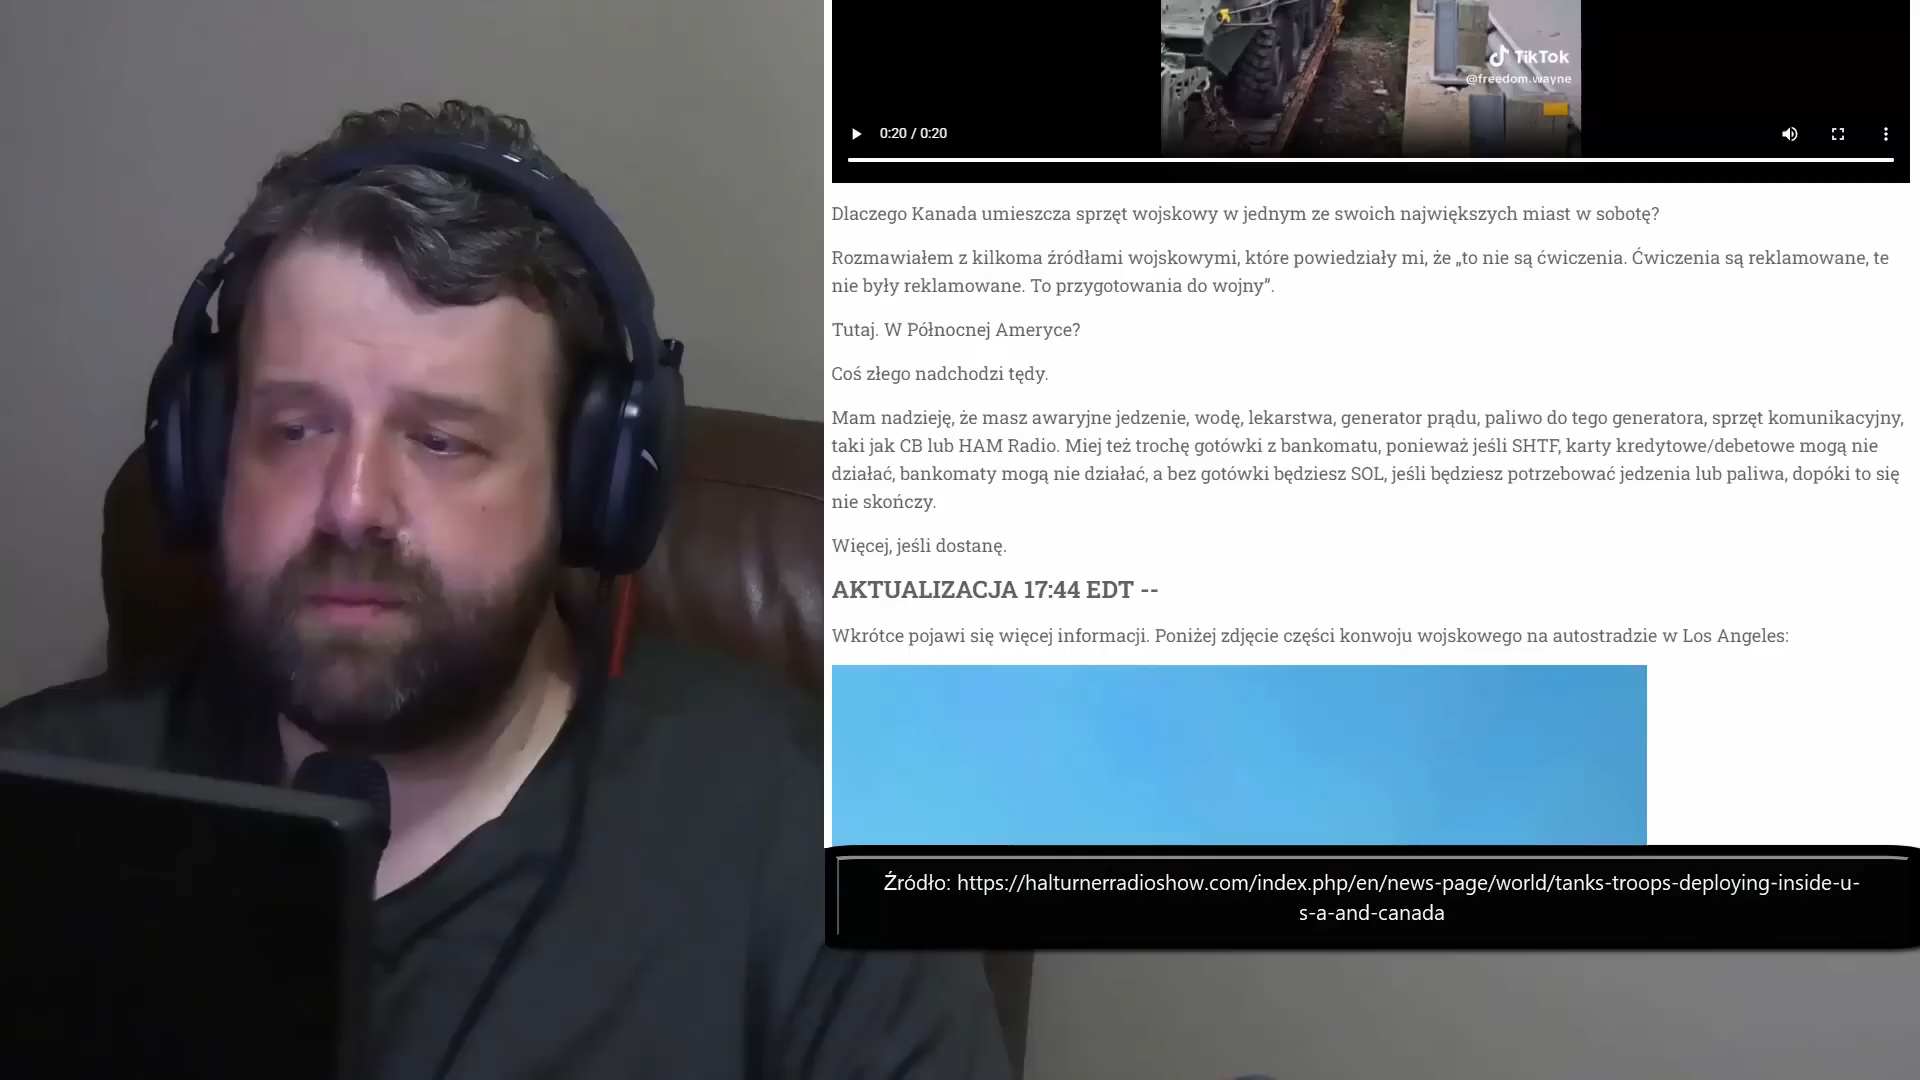 TikTok
@freedom.wayne
0:20 / 0:20
Dlaczego Kanada umieszcza sprzęt wojskowy w jednym ze swoich największych miast w sobotę?
Rozmawiałem z kilkoma źródłami wojskowymi, które powiedziały mi, że „to nie są ćwiczenia. Ćwiczenia są reklamowane, te
nie były reklamowane. To przygotowania do wojny”.
Tutaj. W Północnej Ameryce?
Coś złego nadchodzi tędy.
Mam nadzieję, że masz awaryjne jedzenie, wodę, lekarstwa, generator prądu, paliwo do tego generatora, sprzęt komunikacyjny,
taki jak CB lub HAM Radio. Miej też trochę gotówki z bankomatu, ponieważ jeśli SHTF, karty kredytowe/debetowe mogą nie
działać, bankomaty mogą nie działać, a bez gotówki będziesz SOL, jeśli będziesz potrzebować jedzenia lub paliwa, dopóki to się
nie skończy.
Więcej, jeśli dostanę.
AKTUALIZACJA 17:44 EDT --
Wkrótce pojawi się więcej informacji. Poniżej zdjęcie części konwoju wojskowego na autostradzie w Los Angeles:
Źródło: https://halturnerradioshow.com/index.php/en/news-page/world/tanks-troops-deploying-inside-u-
s-a-and-canada